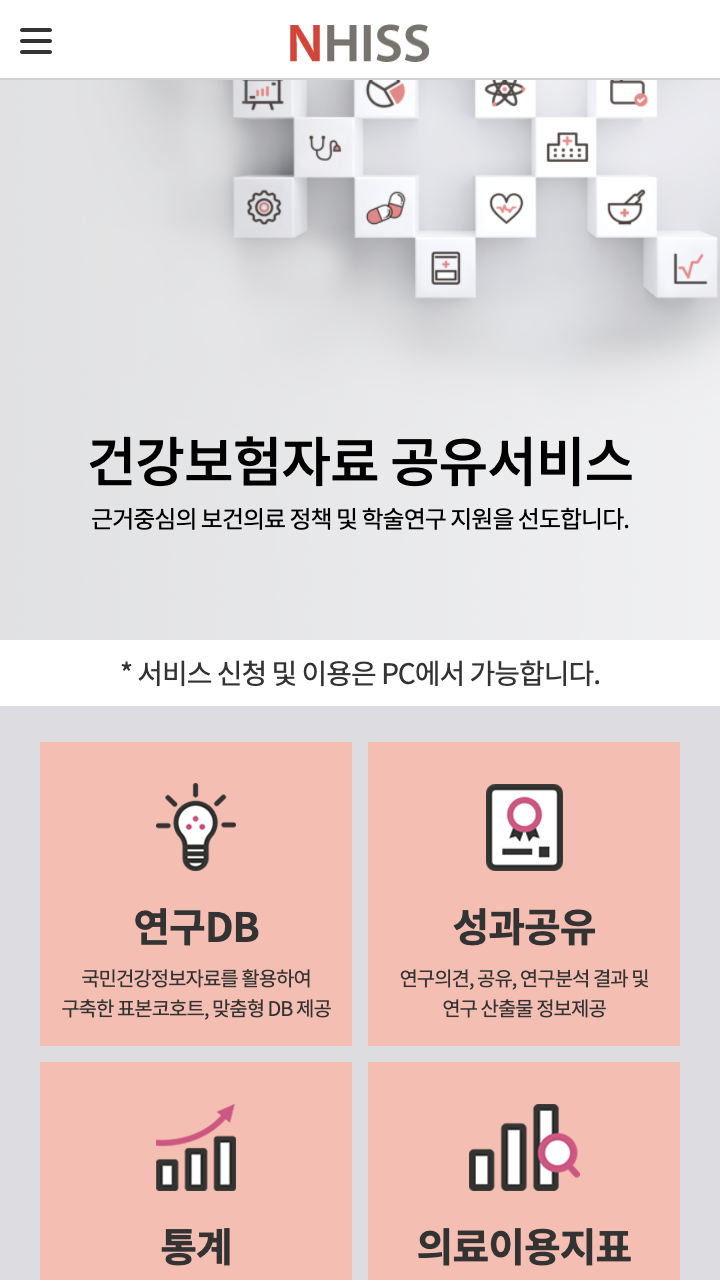 NHISS
건강보험자료 공유서비스
근거중심의 보건의료 정책 및 학술연구 지원을 선도합니다.
* 서비스 신청 및 이용은 PC에서 가능합니다.
연구DB
국민건강정보자료를 활용하여
구축한 표본코호트, 맞춤형 DB 제공
성과공유
연구의견, 공유, 연구분석 결과 및
연구 산출물 정보제공
통계
의료이용지표